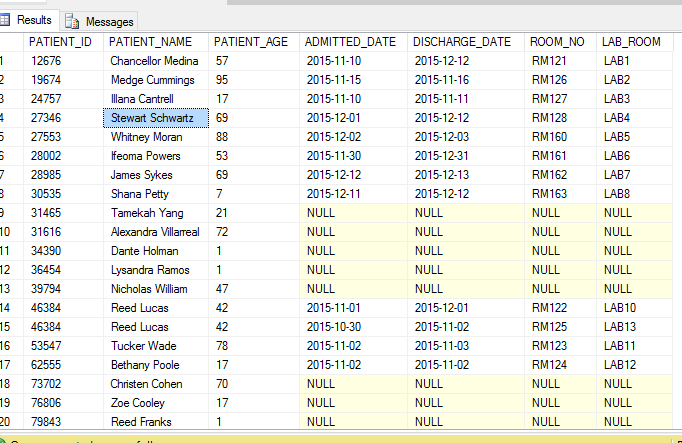 Results Messages
PATIENT_ID PATIENT_NAME PATIENT_AGE ADMITTED_DATE DISCHARGE_DATE ROOM_NO LAB_ROOM
1 12676 Chancellor Medina 57 2015-11-10 2015-12-12 RM121 LAB1
2 19674 Medge Cummings 95 2015-11-15 2015-11-16 RM126 LAB2
3 24757 Illana Cantrell 17 2015-11-10 2015-11-11 RM127 LAB3
4 27346 Stewart Schwartz 69 2015-12-01 2015-12-12 RM128 LAB4
5 27553 Whitney Moran 88 2015-12-02 2015-12-03 RM160 LAB5
6 28002 Ifeoma Powers 53 2015-11-30 2015-12-31 RM161 LAB6
7 28985 James Sykes 69 2015-12-12 2015-12-13 RM162 LAB7
8 30535 Shana Petty 7 2015-12-11 2015-12-12 RM163 LAB8
9 31465 Tamekah Yang 21 NULL NULL NULL NULL
10 31616 Alexandra Villarreal 72 NULL NULL NULL NULL
11 34390 Dante Holman 1 NULL NULL NULL NULL
12 36454 Lysandra Ramos 1 NULL NULL NULL NULL
13 39794 Nicholas William 47 NULL NULL NULL NULL
14 46384 Reed Lucas 42 2015-11-01 2015-12-01 RM122 LAB10
15 46384 Reed Lucas 42 2015-10-30 2015-11-02 RM125 LAB13
16 53547 Tucker Wade 78 2015-11-02 2015-11-03 RM123 LAB11
17 62555 Bethany Poole 17 2015-11-02 2015-11-02 RM124 LAB12
18 73702 Christen Cohen 70 NULL NULL NULL NULL
19 76806 Zoe Cooley 17 NULL NULL NULL NULL
20 79843 Reed Franks 1 NULL NULL NULL NULL